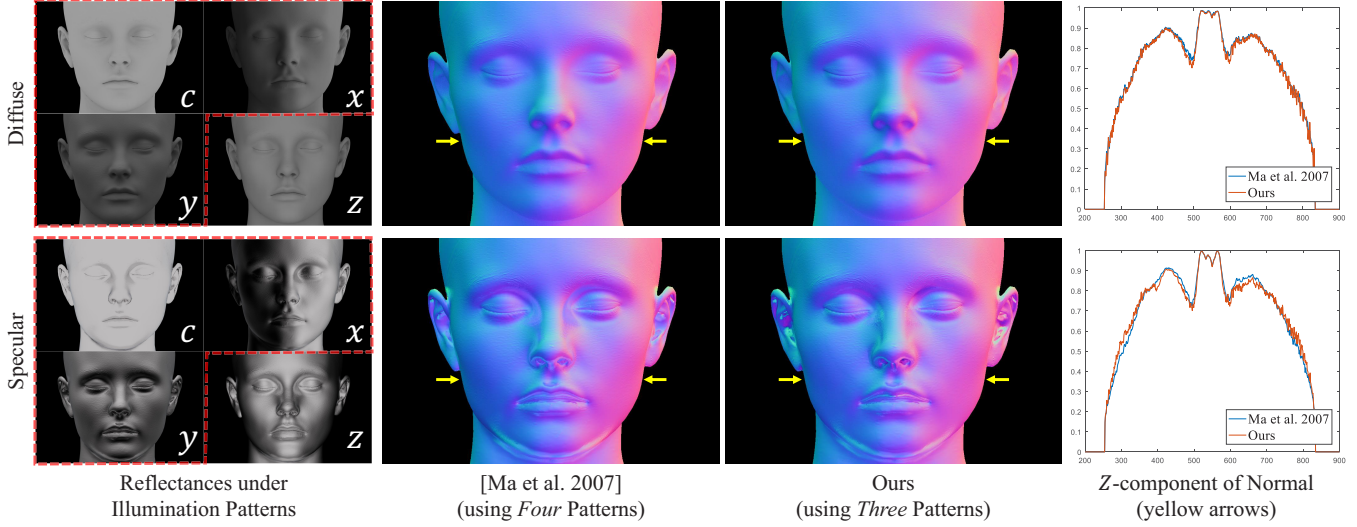 Diffuse
c
x
y
z
1
0.9
0.8
0.7
0.6
0.5
0.4
0.3
0.2
0.1
0
Ma et al. 2007
Ours
200 300 400 500 600 700 800 900
Specular
c
x
y
z
1
0.9
0.8
0.7
0.6
0.5
0.4
0.3
0.2
0.1
0
Ma et al. 2007
Ours
200 300 400 500 600 700 800 900
Reflectances under
Illumination Patterns
[Ma et al. 2007]
(using Four Patterns)
Ours
(using Three Patterns)
Z-component of Normal
(yellow arrows)